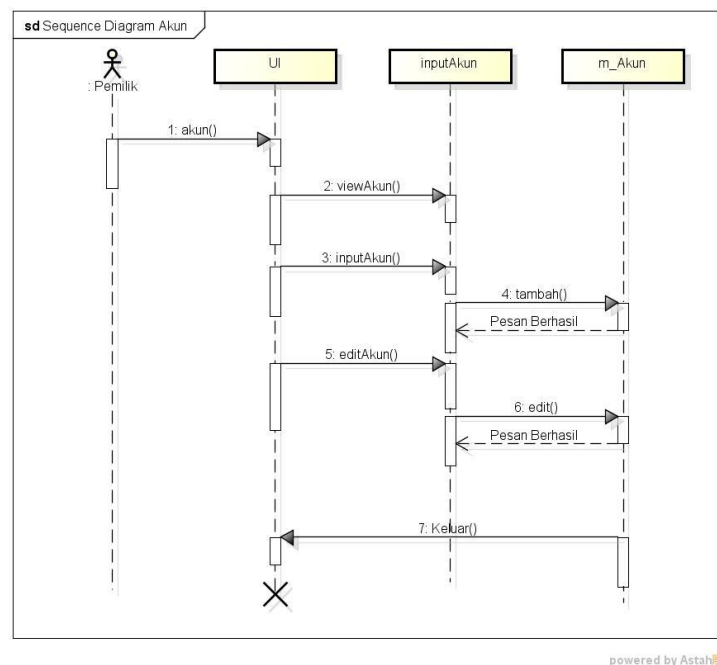 sd Sequence Diagram Akun
: Pemilik
UI
inputAkun
m_Akun
1: akun()
2: viewAkun()
3: inputAkun()
4: tambah()
Pesan Berhasil
5: editAkun()
6: edit()
Pesan Berhasil
7: Keluar()
powered by Astah